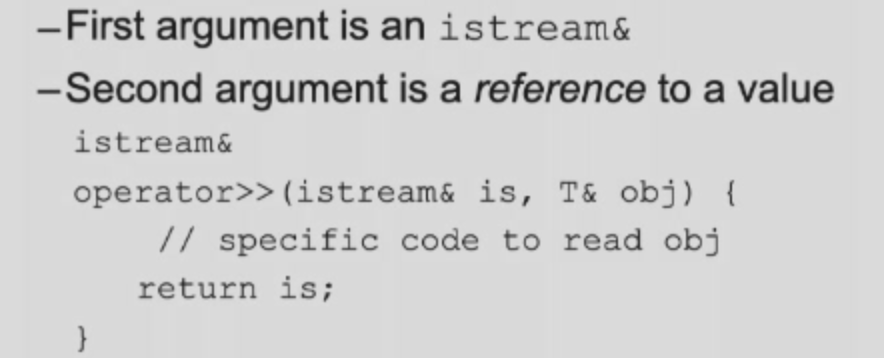 –First argument is an istream&
–Second argument is a reference to a value
istream&
operator>>(istream& is, T& obj) {
// specific code to read obj
return is;
}